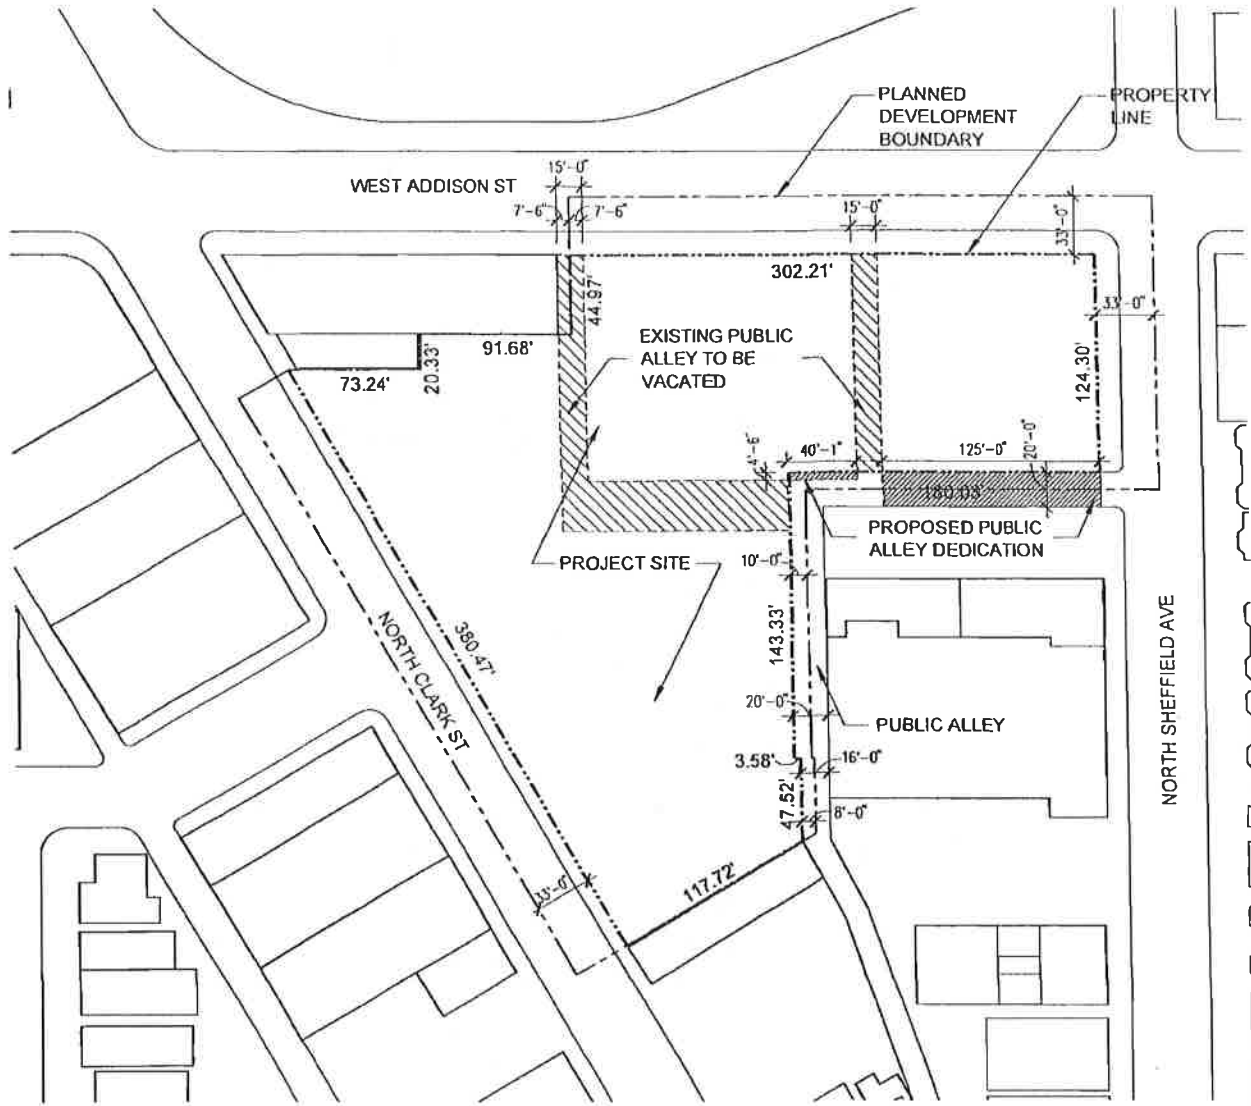 PLANNED
DEVELOPMENT
BOUNDARY
PROPERTY
LINE
WEST ADDISON ST
15'-0"
7'-6"
7'-6"
15'-0"
33'-0"
302.21'
33'-0"
44.97'
91.68'
20.33'
73.24'
EXISTING PUBLIC
ALLEY TO BE
VACATED
124.30'
4'-6"
40'-1"
125'-0"
20'-0"
180.03'
PROPOSED PUBLIC
ALLEY DEDICATION
PROJECT SITE
10'-0"
143.33'
380.47'
NORTH CLARK ST
20'-0"
PUBLIC ALLEY
3.58'
16'-0"
47.52'
8'-0"
117.72'
33'-0"
NORTH SHEFFIELD AVE